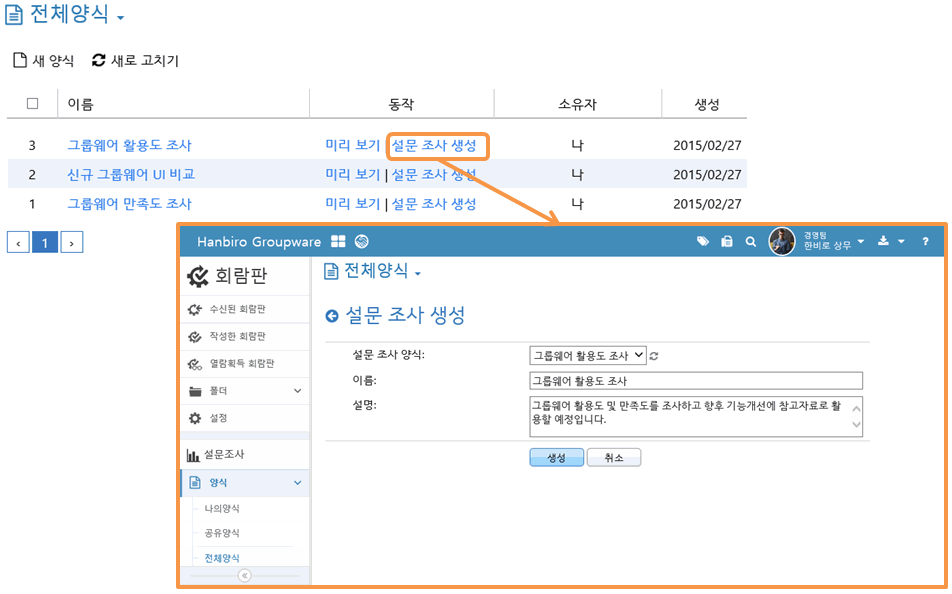 전체양식
새 양식 새로 고치기
이름 동작 소유자 생성
3 그룹웨어 활용도 조사 미리 보기 | 설문 조사 생성 나 2015/02/27
2 신규 그룹웨어 UI 비교 미리 보기 | 설문 조사 생성 나 2015/02/27
1 그룹웨어 만족도 조사 미리 보기 | 설문 조사 생성 나 2015/02/27
‹ 1 ›
Hanbiro Groupware
경영팀
한비로 상무
?
회람판
수신된 회람판
작성한 회람판
열람획득 회람판
폴더
설정
설문조사
양식
나의양식
공유양식
전체양식
«
전체양식
설문 조사 생성
설문 조사 양식: 그룹웨어 활용도 조사
이름: 그룹웨어 활용도 조사
설명: 그룹웨어 활용도 및 만족도를 조사하고 향후 기능개선에 참고자료로 활
용할 예정입니다.
생성 취소